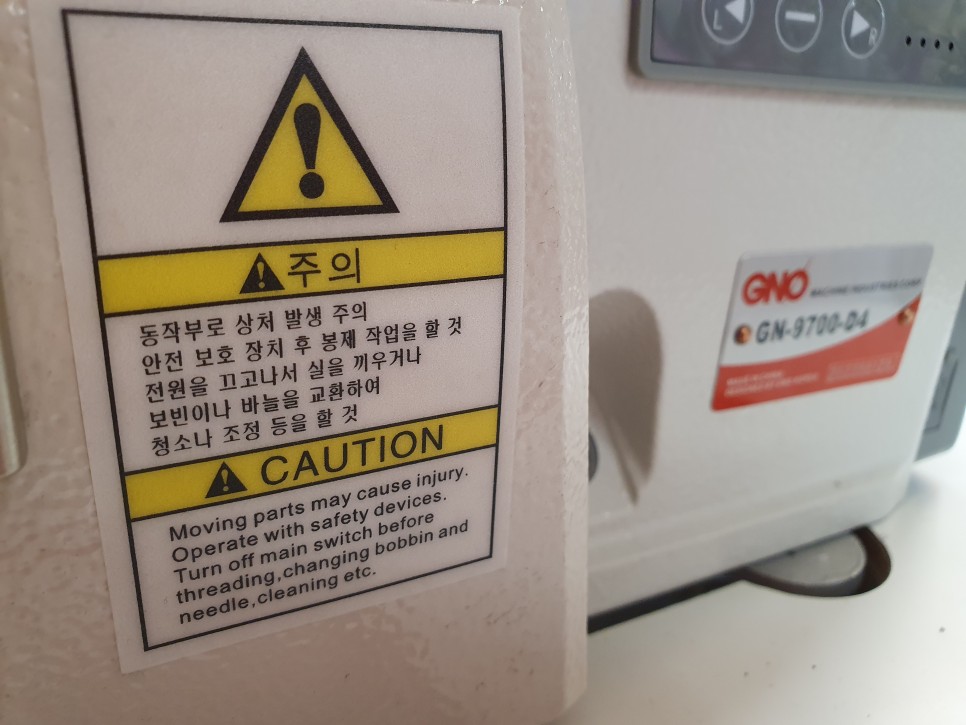 주의
동작부로 상처 발생 주의
안전 보호 장치 후 봉제 작업을 할 것
전원을 끄고나서 실을 끼우거나
보빈이나 바늘을 교환하여
청소나 조정 등을 할 것
CAUTION
Moving parts may cause injury.
Operate with safety devices.
Turn off main switch before
threading,changing bobbin and
needle,cleaning etc.
L
R
GNO
MACHINE INDUSTRIES
GN-9700-D4